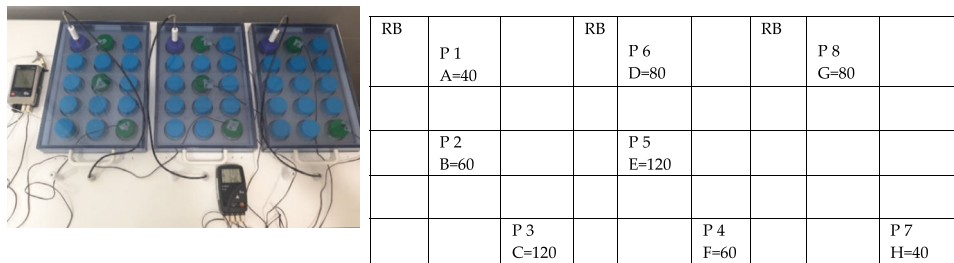 RB RB RB
P 1 P 6 P 8
A=40 D=80 G=80
P 2 P 5
B=60 E=120
P 3 P 4 P 7
C=120 F=60 H=40